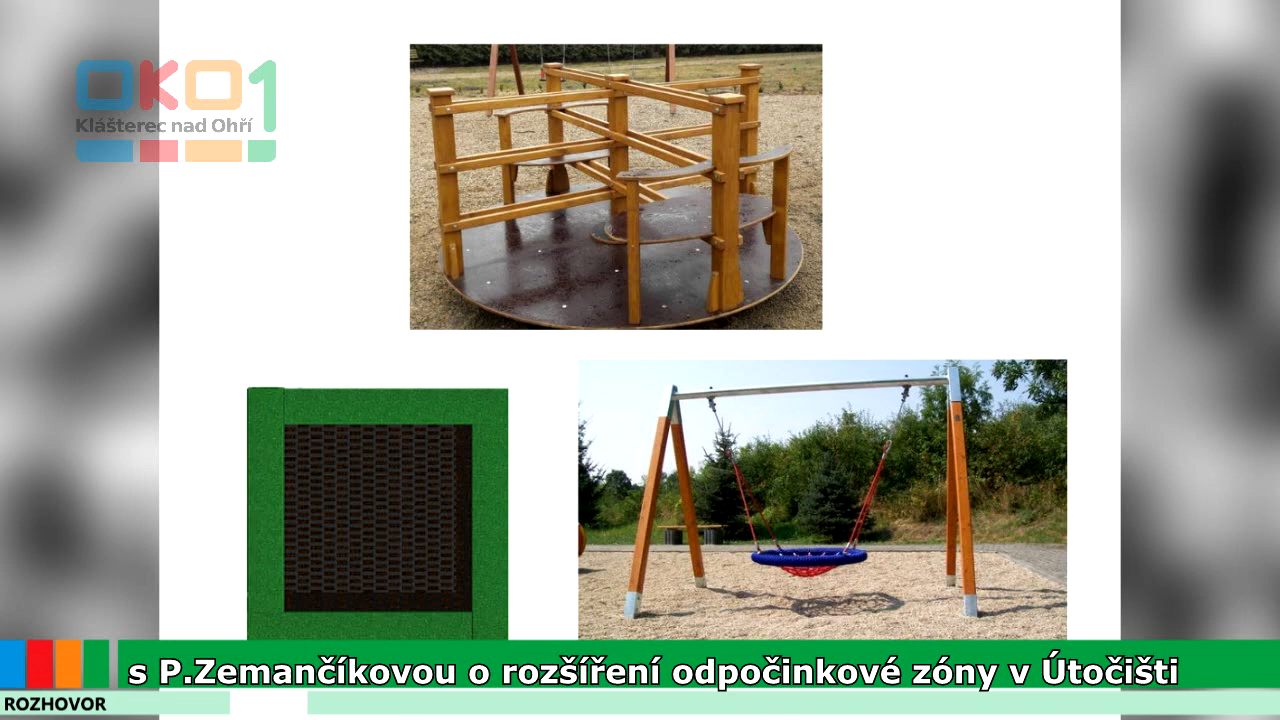 OKO1
Klášterec nad Ohří
s P.Zemančíkovou o rozšíření odpočinkové zóny v Útočišti
ROZHOVOR